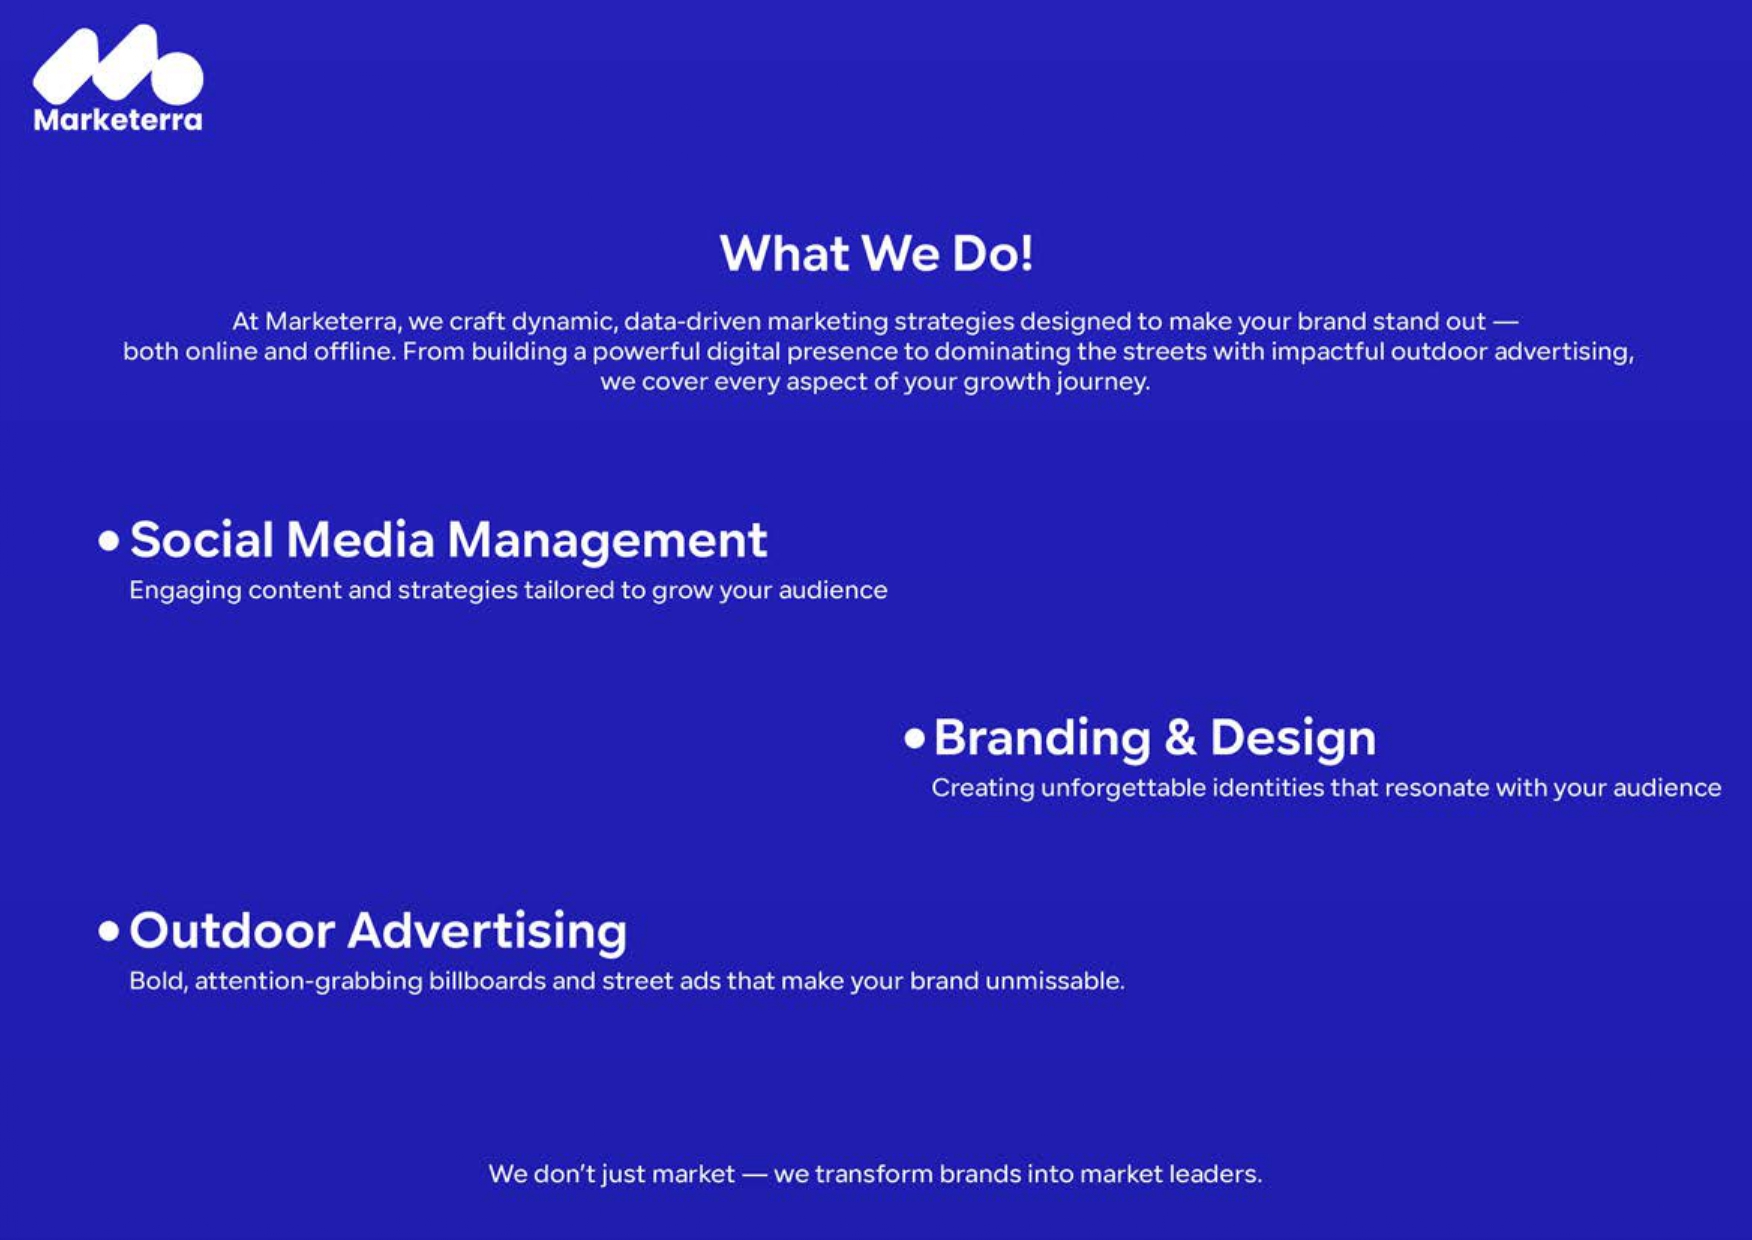 Marketerra
What We Do!
At Marketerra, we craft dynamic, data-driven marketing strategies designed to make your brand stand out —
both online and offline. From building a powerful digital presence to dominating the streets with impactful outdoor advertising,
we cover every aspect of your growth journey.
• Social Media Management
Engaging content and strategies tailored to grow your audience
• Branding & Design
Creating unforgettable identities that resonate with your audience
• Outdoor Advertising
Bold, attention-grabbing billboards and street ads that make your brand unmissable.
We don’t just market — we transform brands into market leaders.